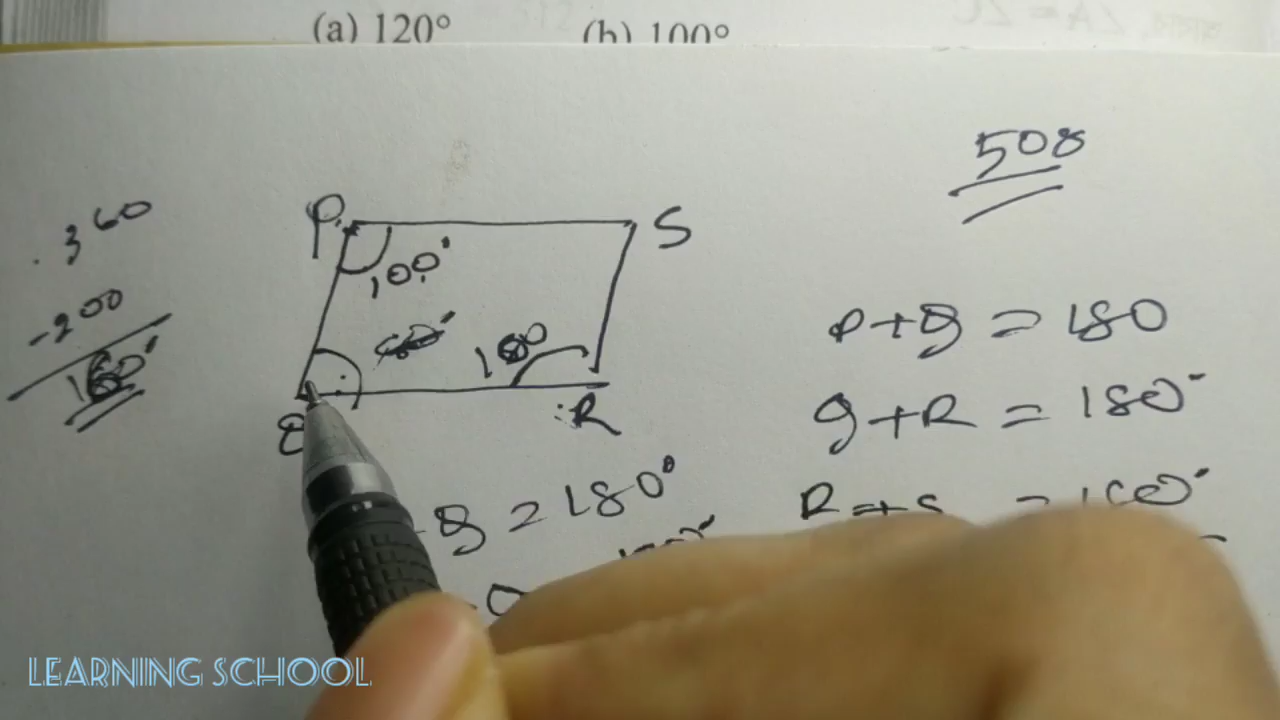 (a) 120° (b) 100°
508
360
-200
160°
P
S
100°
R
P+Q = 180
Q+R = 180°
Q = 180°
R+S = 180°
LEARNING SCHOOL